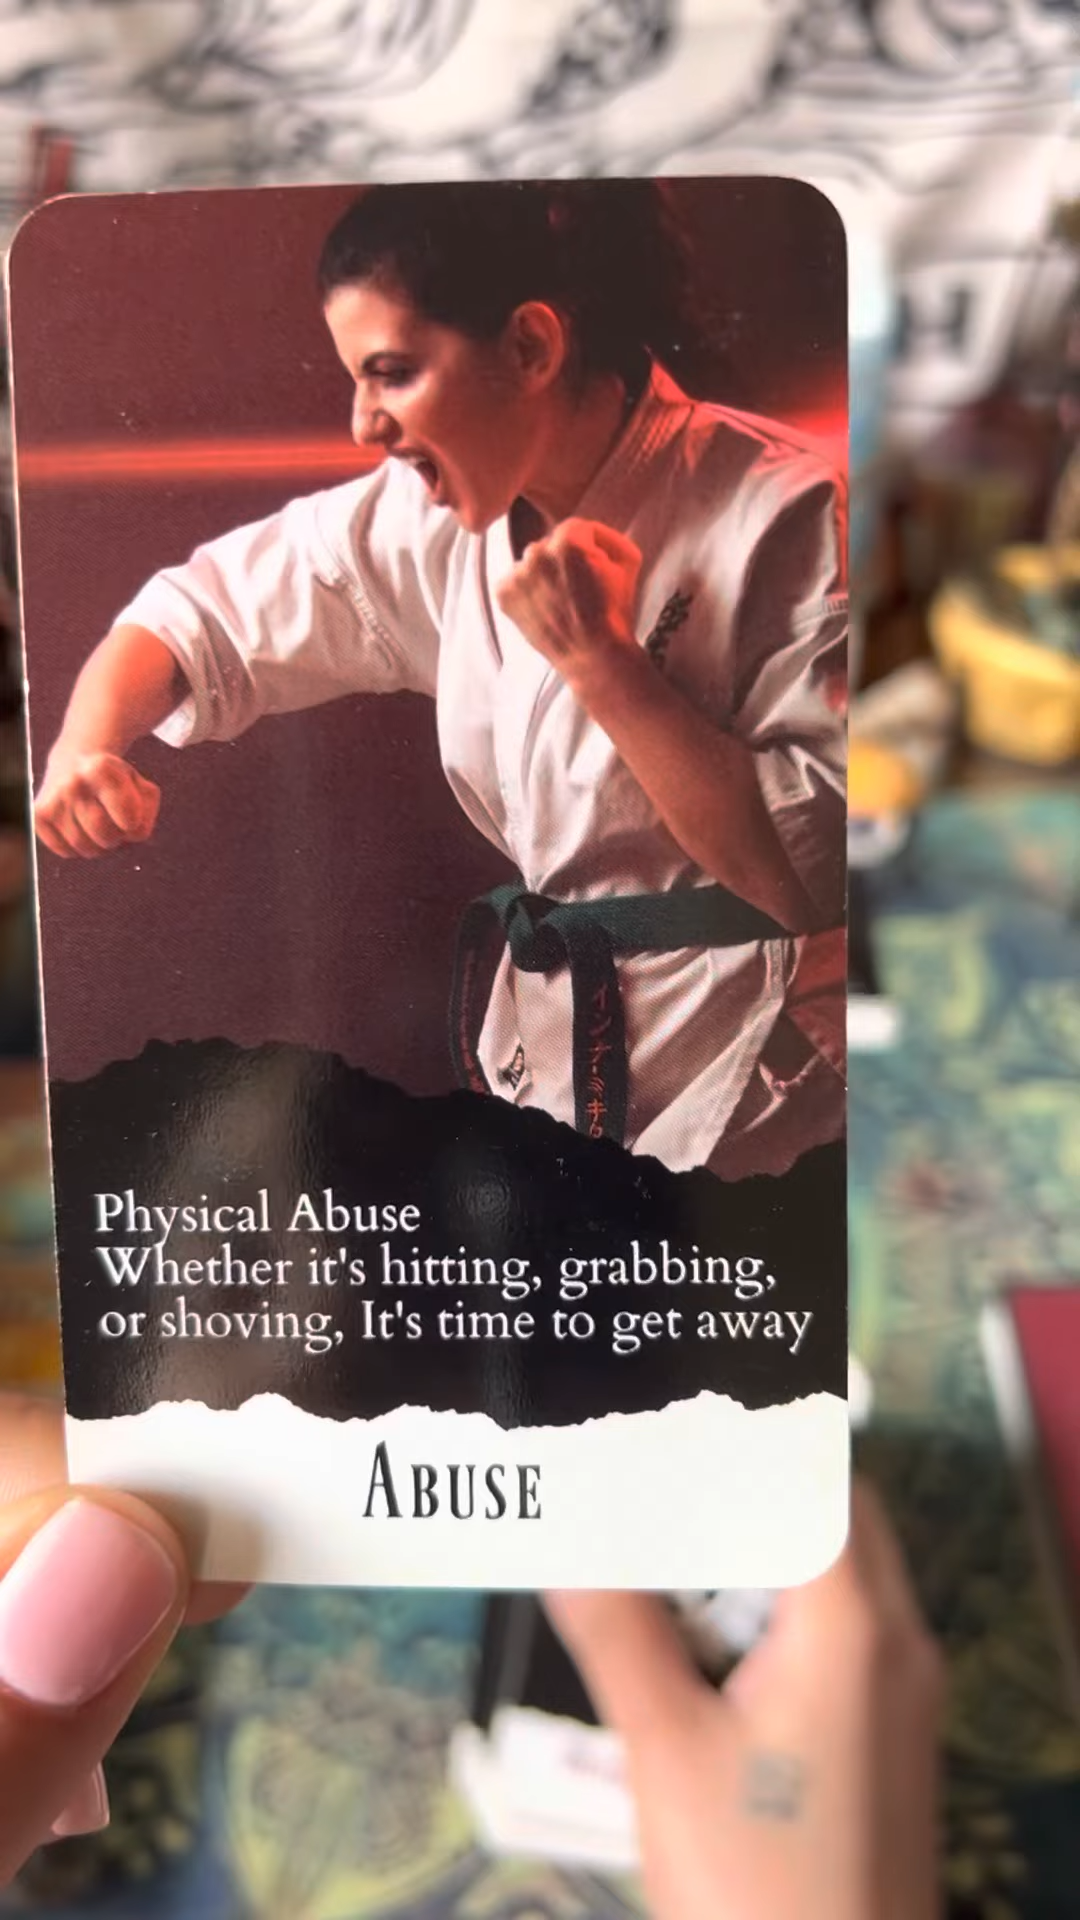 Physical Abuse
Whether it's hitting, grabbing,
or shoving, It's time to get away
ABUSE